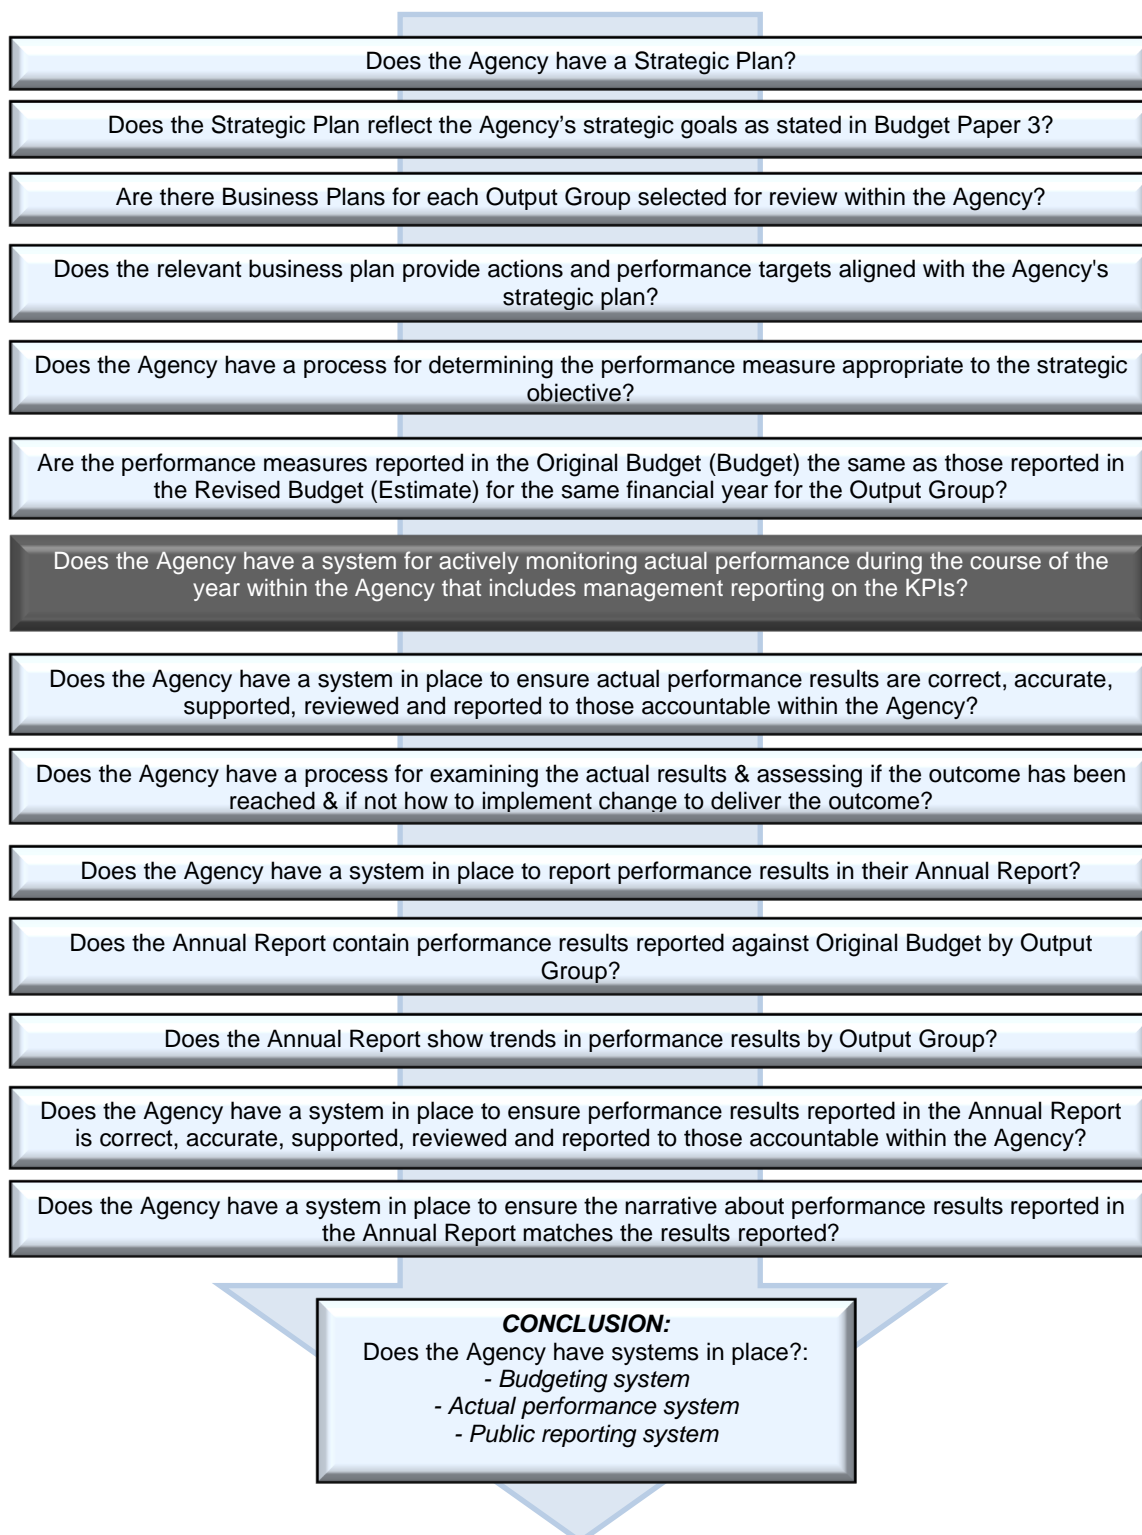 Does the Agency have a Strategic Plan?
Does the Strategic Plan reflect the Agency’s strategic goals as stated in Budget Paper 3?
Are there Business Plans for each Output Group selected for review within the Agency?
Does the relevant business plan provide actions and performance targets aligned with the Agency's
strategic plan?
Does the Agency have a process for determining the performance measure appropriate to the strategic
objective?
Are the performance measures reported in the Original Budget (Budget) the same as those reported in
the Revised Budget (Estimate) for the same financial year for the Output Group?
Does the Agency have a system for actively monitoring actual performance during the course of the
year within the Agency that includes management reporting on the KPIs?
Does the Agency have a system in place to ensure actual performance results are correct, accurate,
supported, reviewed and reported to those accountable within the Agency?
Does the Agency have a process for examining the actual results & assessing if the outcome has been
reached & if not how to implement change to deliver the outcome?
Does the Agency have a system in place to report performance results in their Annual Report?
Does the Annual Report contain performance results reported against Original Budget by Output
Group?
Does the Annual Report show trends in performance results by Output Group?
Does the Agency have a system in place to ensure performance results reported in the Annual Report
is correct, accurate, supported, reviewed and reported to those accountable within the Agency?
Does the Agency have a system in place to ensure the narrative about performance results reported in
the Annual Report matches the results reported?
CONCLUSION:
Does the Agency have systems in place?:
- Budgeting system
- Actual performance system
- Public reporting system